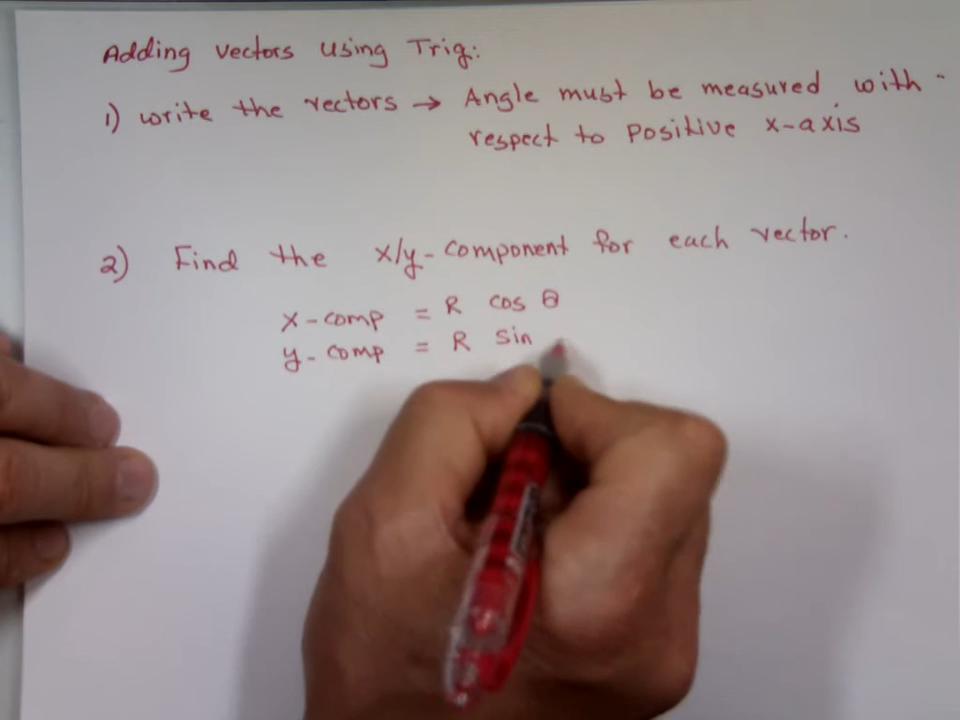 Adding vectors using Trig:
1) write the vectors → Angle must be measured with
respect to positive x-axis
2) Find the x/y-component for each vector.
x-comp = R cos θ
y-comp = R sin